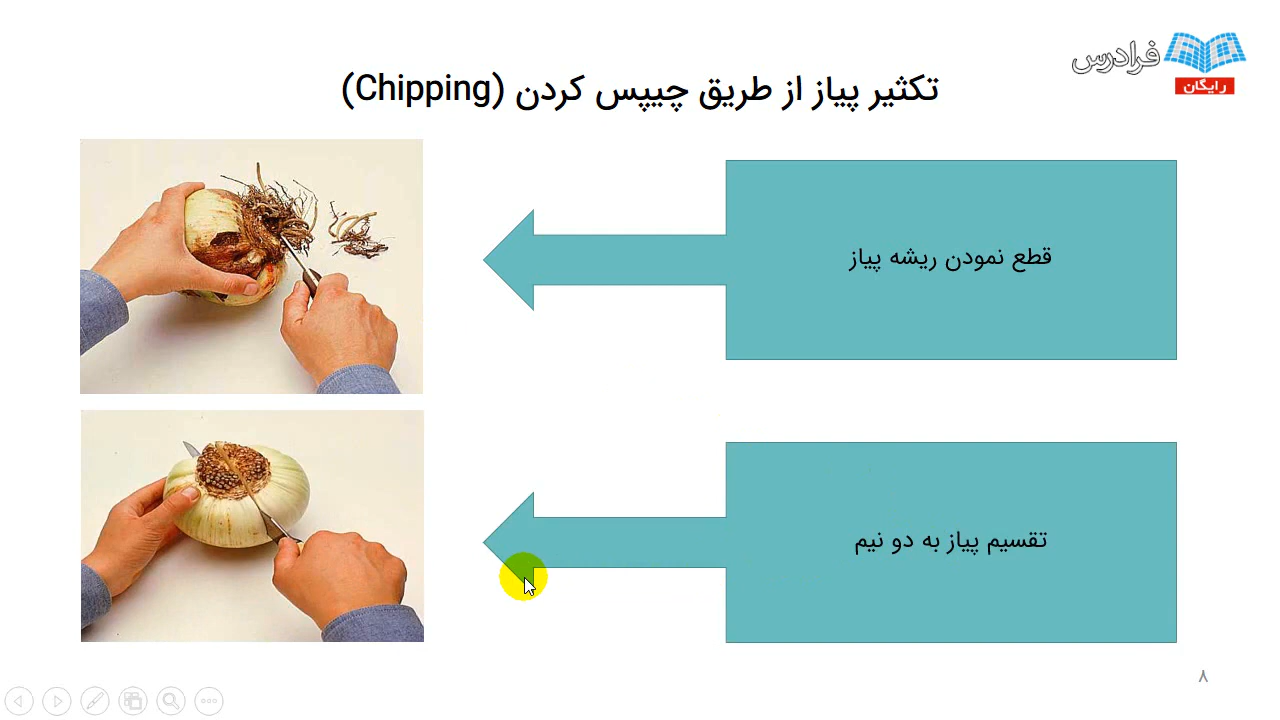 فرادرس
رایگان
تکثیر پیاز از طریق چیپس کردن (Chipping)
قطع نمودن ریشه پیاز
تقسیم پیاز به دو نیم
۸